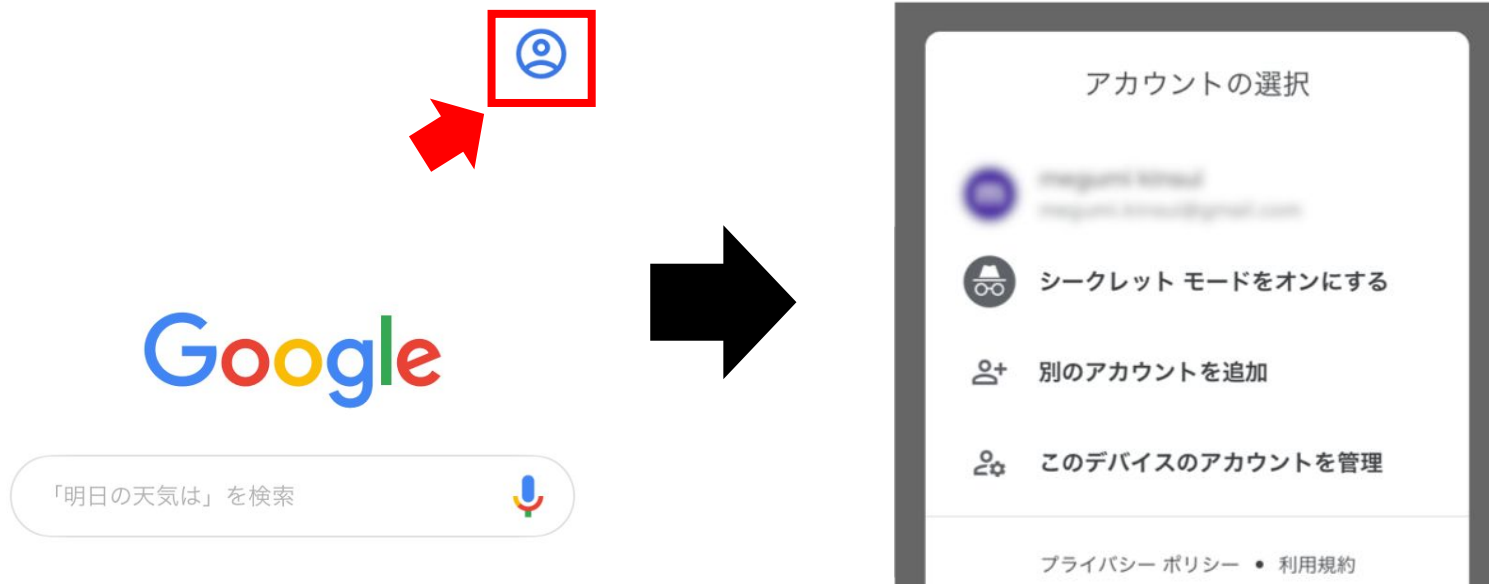 Google
「明日の天気は」を検索
アカウントの選択
シークレット モードをオンにする
別のアカウントを追加
このデバイスのアカウントを管理
プライバシー ポリシー • 利用規約